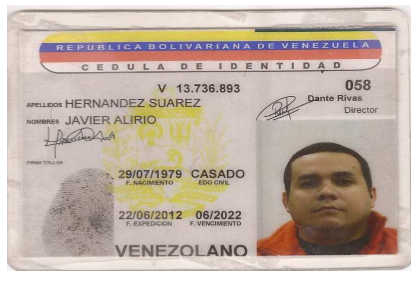 REPUBLICA BOLIVARIANA DE VENEZUELA
CEDULA DE IDENTIDAD
V 13.736.893
058
APELLIDOS HERNANDEZ SUAREZ
Dante Rivas
Director
NOMBRES JAVIER ALIRIO
FIRMA TITULAR
29/07/1979 CASADO
F. NACIMIENTO EDO CIVIL
22/06/2012 06/2022
F. EXPEDICION F. VENCIMIENTO
VENEZOLANO